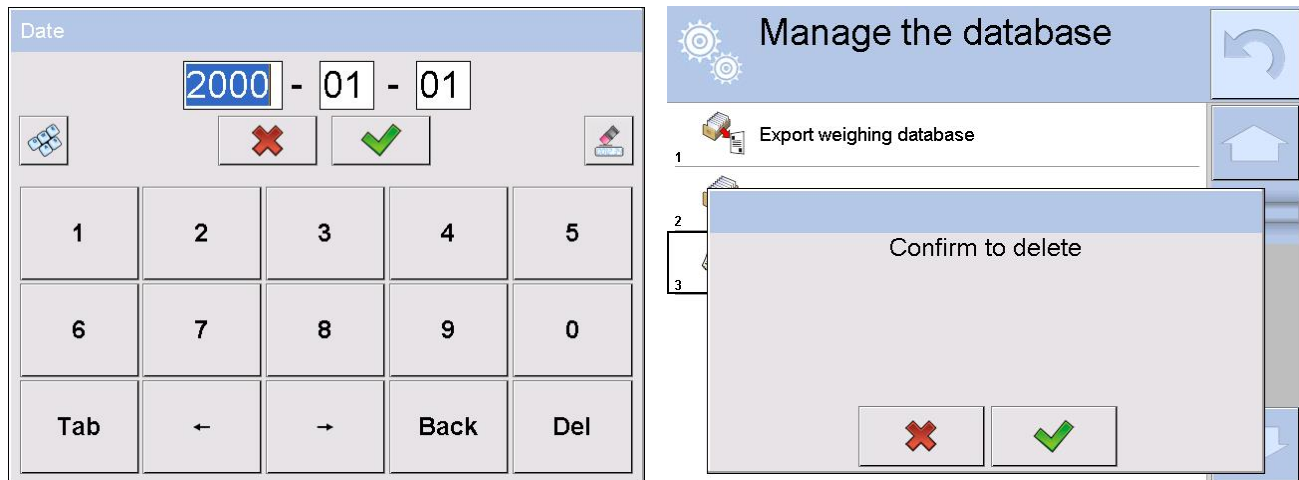 Date
2000 - 01 - 01
1 2 3 4 5
6 7 8 9 0
Tab ← → Back Del
Manage the database
1 Export weighing database
2
3
Confirm to delete